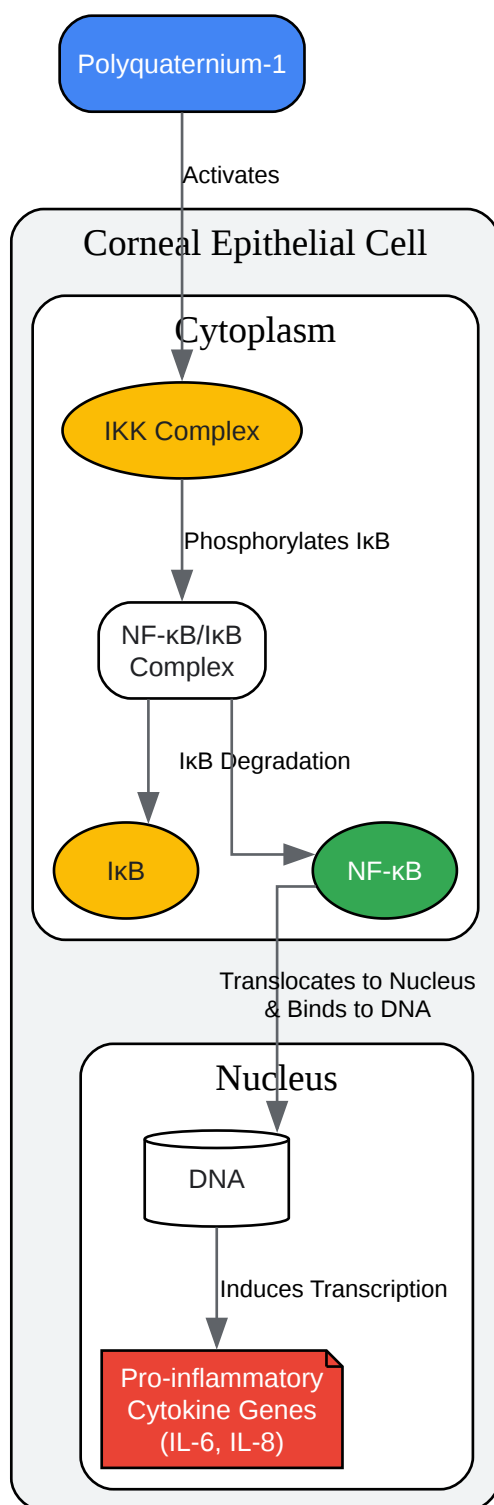 Polyquaternium-1
Activates
Corneal Epithelial Cell
Cytoplasm
IKK Complex
Phosphorylates IκB
NF-κB/IκB
Complex
IκB Degradation
IκB
NF-κB
Translocates to Nucleus
& Binds to DNA
Nucleus
DNA
Induces Transcription
Pro-inflammatory
Cytokine Genes
(IL-6, IL-8)